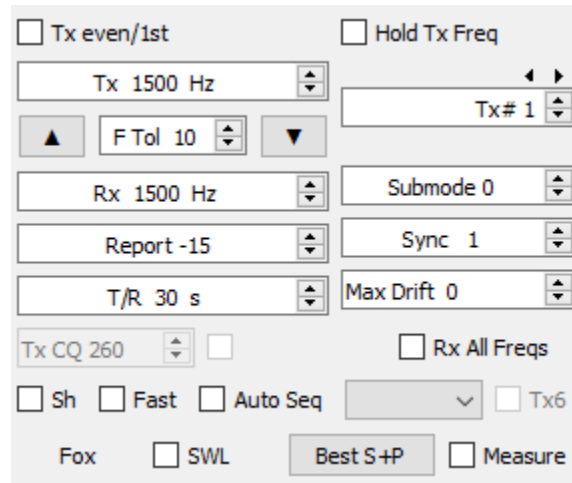 Tx even/1st Hold Tx Freq
Tx 1500 Hz
Tx# 1
▲ F Tol 10 ▼
Rx 1500 Hz Submode 0
Report -15 Sync 1
T/R 30 s Max Drift 0
Tx CQ 260 Rx All Freqs
Sh Fast Auto Seq Tx6
Fox SWL Best S+P Measure